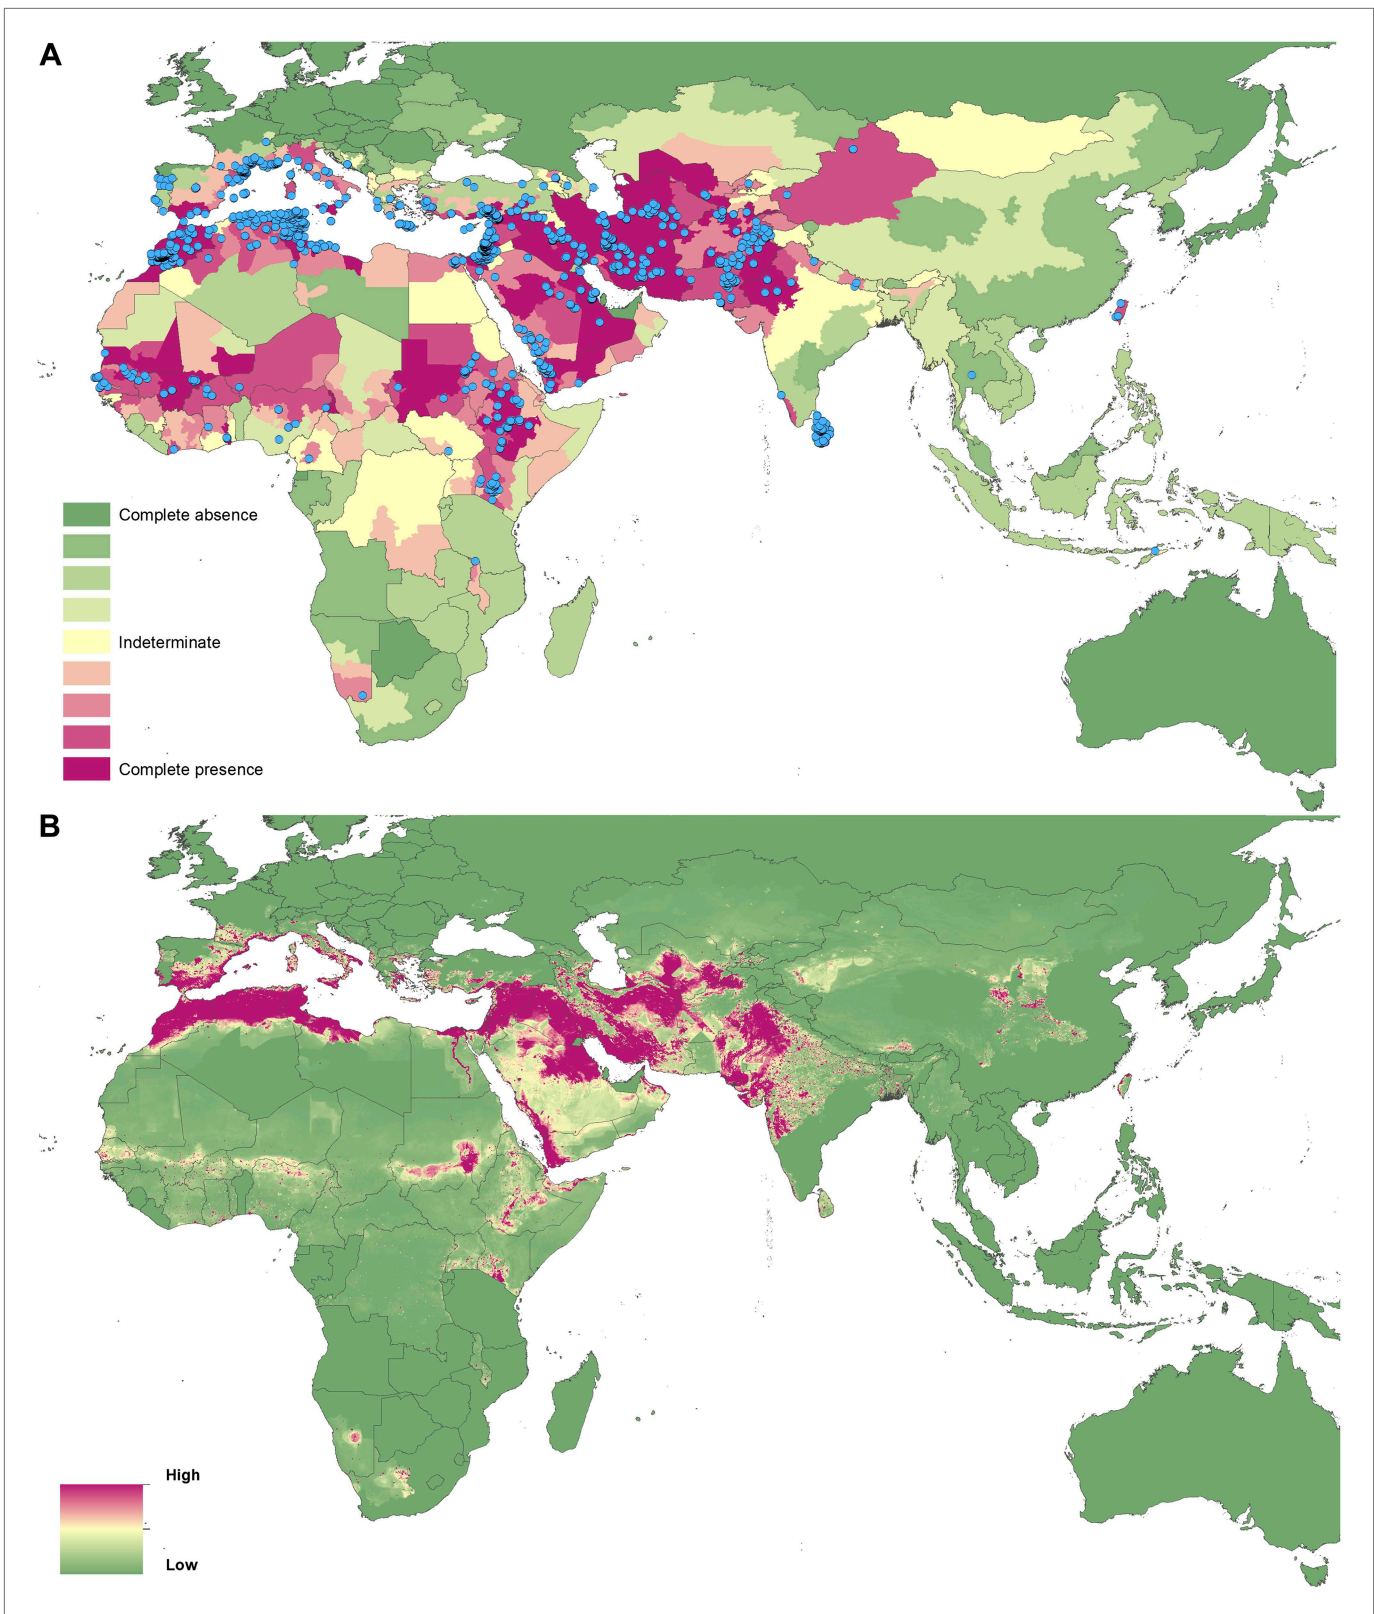 A
Complete absence
Indeterminate
Complete presence
B
High
Low